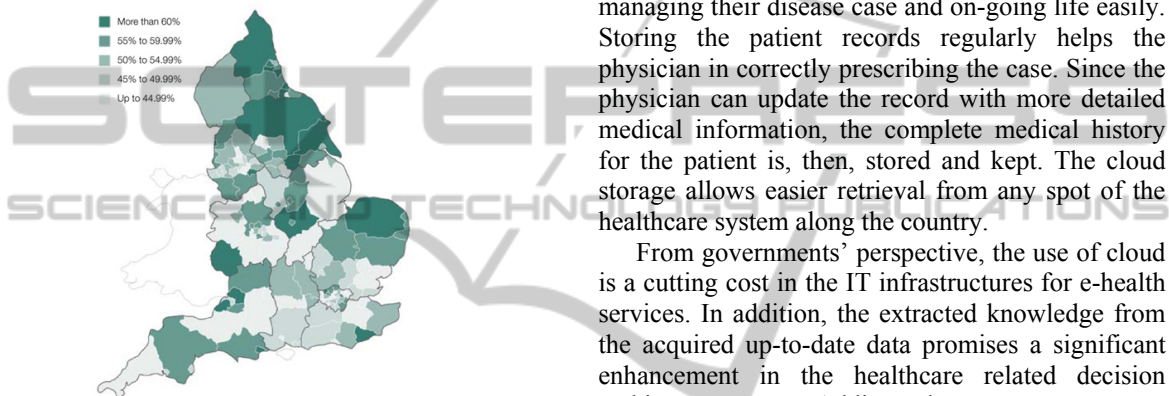 More than 60%
55% to 59.99%
50% to 54.99%
45% to 49.99%
Up to 44.99%
managing their disease case and on-going life easily.
Storing the patient records regularly helps the
physician in correctly prescribing the case. Since the
physician can update the record with more detailed
medical information, the complete medical history
for the patient is, then, stored and kept. The cloud
storage allows easier retrieval from any spot of the
healthcare system along the country.
From governments’ perspective, the use of cloud
is a cutting cost in the IT infrastructures for e-health
services. In addition, the extracted knowledge from
the acquired up-to-date data promises a significant
enhancement in the healthcare related decision
SCITEPRESS
SCIENCE AND TECHNOLOGY PUBLICATIONS